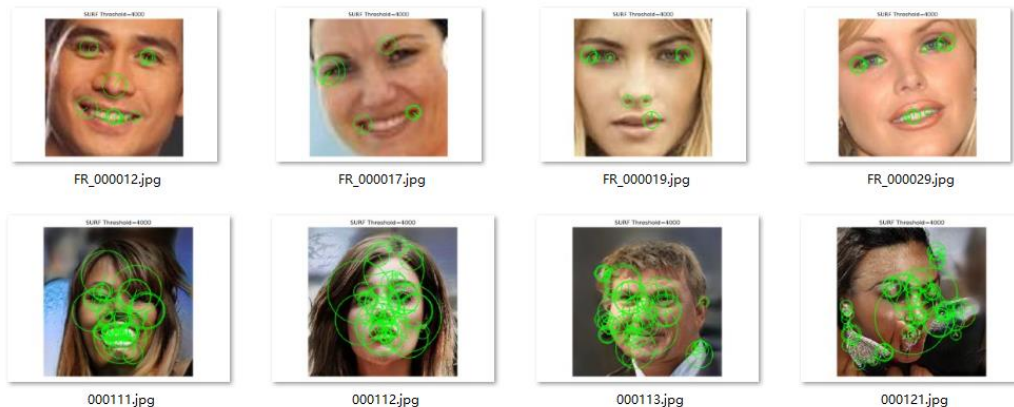 SURF Threshold=4000 SURF Threshold=4000 SURF Threshold=4000 SURF Threshold=4000
FR_000012.jpg FR_000017.jpg FR_000019.jpg FR_000029.jpg
SURF Threshold=4000 SURF Threshold=4000 SURF Threshold=4000 SURF Threshold=4000
000111.jpg 000112.jpg 000113.jpg 000121.jpg